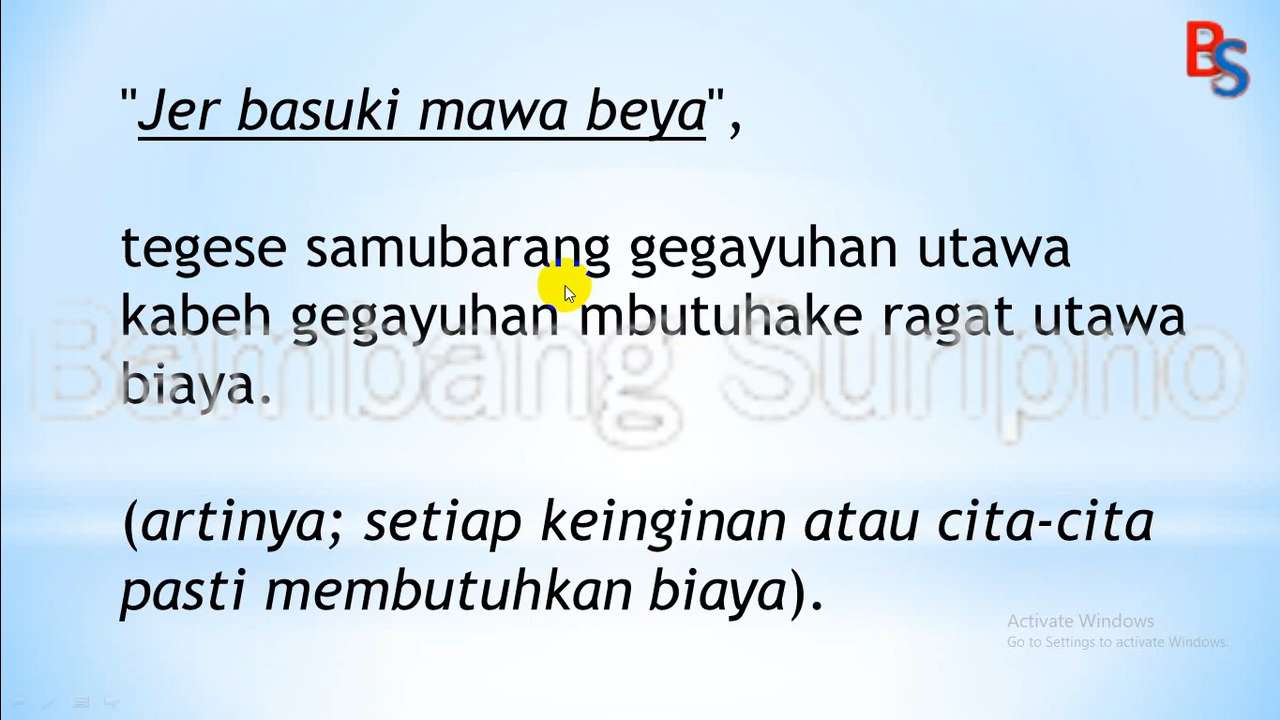 BS
"Jer basuki mawa beya",
tegese samubarang gegayuhan utawa
kabeh gegayuhan mbutuhake ragat utawa
biaya.
Bambang Suripno
(artinya; setiap keinginan atau cita-cita
pasti membutuhkan biaya).
Activate Windows
Go to Settings to activate Windows.